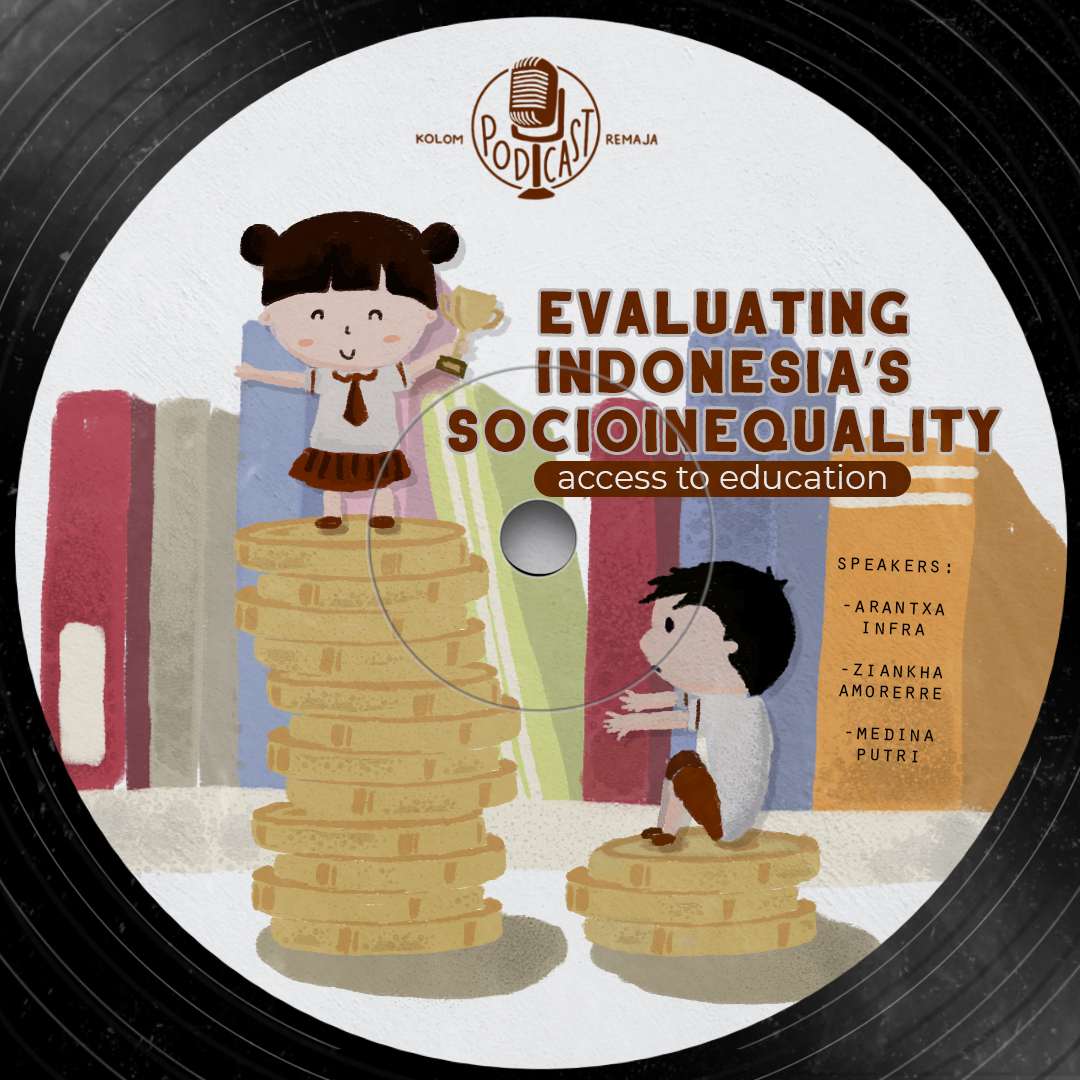 KOLOM PODCAST REMAJA
EVALUATING
INDONESIA'S
SOCIOINEQUALITY
access to education
SPEAKERS:
-ARANTXA
INFRA
-ZIANKHA
AMORERRE
-MEDINA
PUTRI